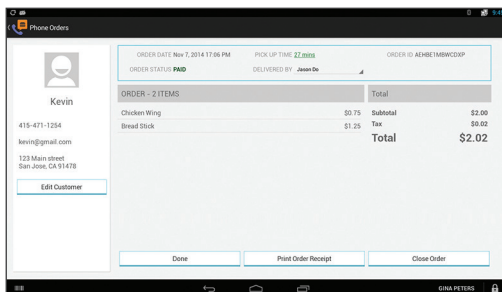 9:45
Phone Orders
ORDER DATE Nov 7, 2014 17:06 PM
PICK UP TIME 27 mins
ORDER ID AEHBE1MBWCDXP
ORDER STATUS PAID
DELIVERED BY Jason Do
Kevin
415-471-1254
kevin@gmail.com
123 Main street
San Jose, CA 91478
Edit Customer
ORDER - 2 ITEMS
Chicken Wing $0.75
Bread Stick $1.25
Total
Subtotal $2.00
Tax $0.02
Total $2.02
Done
Print Order Receipt
Close Order
GINA PETERS